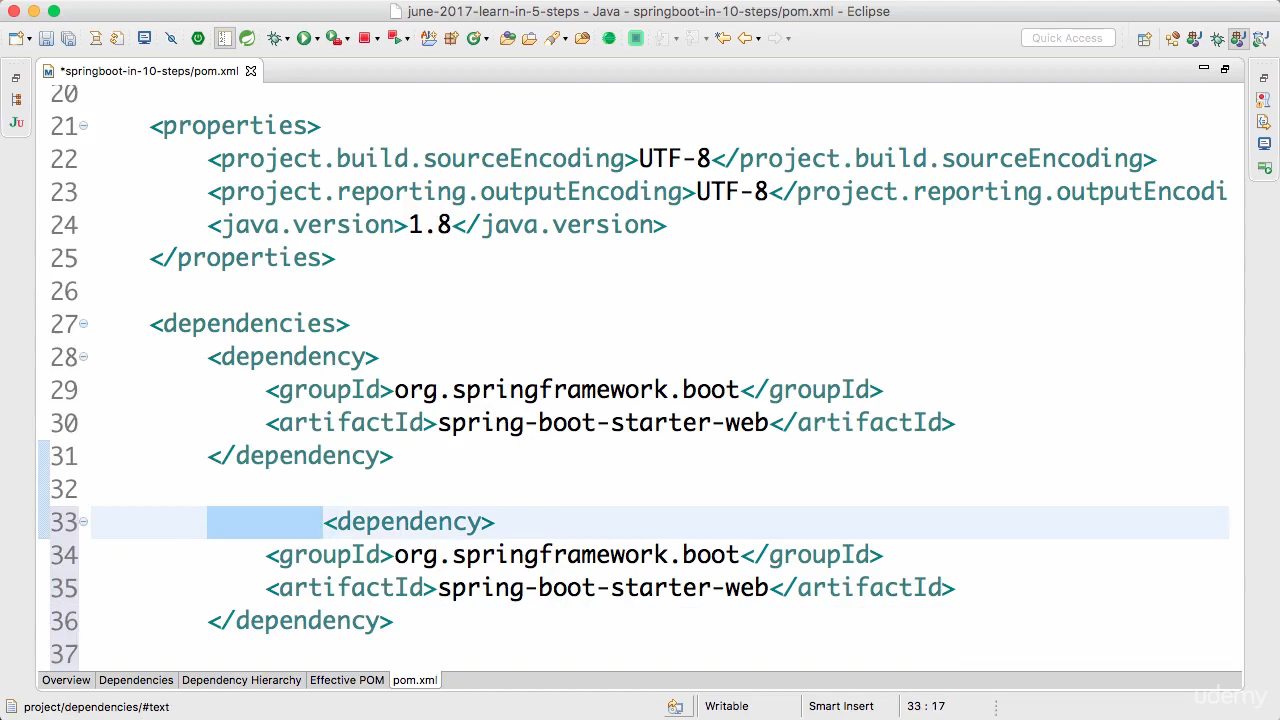 june-2017-learn-in-5-steps - Java - springboot-in-10-steps/pom.xml - Eclipse
Quick Access
*springboot-in-10-steps/pom.xml
20
21 <properties>
22 <project.build.sourceEncoding>UTF-8</project.build.sourceEncoding>
23 <project.reporting.outputEncoding>UTF-8</project.reporting.outputEncodi
24 <java.version>1.8</java.version>
25 </properties>
26
27 <dependencies>
28 <dependency>
29 <groupId>org.springframework.boot</groupId>
30 <artifactId>spring-boot-starter-web</artifactId>
31 </dependency>
32
33 <dependency>
34 <groupId>org.springframework.boot</groupId>
35 <artifactId>spring-boot-starter-web</artifactId>
36 </dependency>
37
Ju
Overview Dependencies Dependency Hierarchy Effective POM pom.xml
project/dependencies/#text Writable Smart Insert 33 : 17
udemy